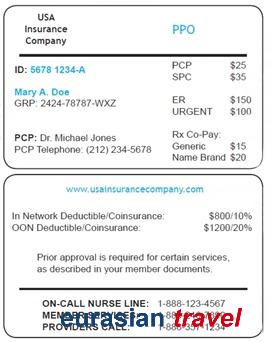 USA
Insurance
Company
PPO
ID: 5678 1234-A
PCP $25
SPC $35
Mary A. Doe
GRP: 2424-78787-WXZ
ER $150
URGENT $100
PCP: Dr. Michael Jones
PCP Telephone: (212) 234-5678
Rx Co-Pay:
Generic $15
Name Brand $20
www.usainsurancecompany.com
In Network Deductible/Coinsurance: $800/10%
OON Deductible/Coinsurance: $1200/20%
Prior approval is required for certain services,
as described in your member documents.
ON-CALL NURSE LINE: 1-888-123-4567
MEMBER SERVICES:
PROVIDERS CALL: 1-888-357-1234
eurasian travel